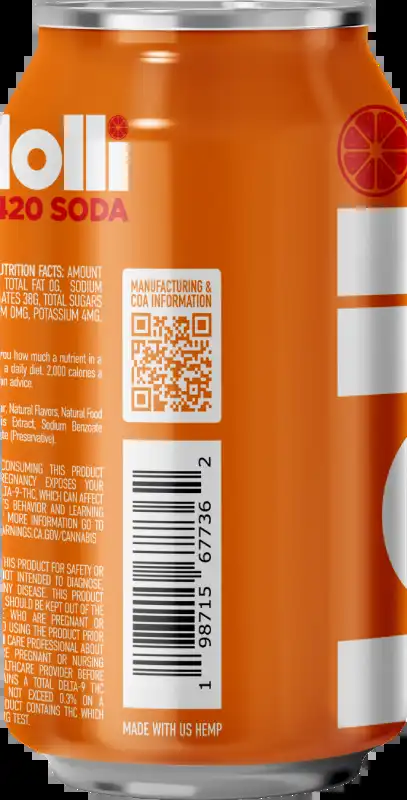 lolli
420 SODA
UTRITION FACTS: AMOUNT
TOTAL FAT 0G, SODIUM
ATES 38G, TOTAL SUGARS
M 0MG, POTASSIUM 4MG.
you how much a nutrient in a
a daily diet. 2,000 calories a
on advice.
Natural Flavors, Natural Food
is Extract, Sodium Benzoate
(Preservative).
CONSUMING THIS PRODUCT
PREGNANCY EXPOSES YOUR
LTA-9-THC, WHICH CAN AFFECT
'S BEHAVIOR AND LEARNING
MORE INFORMATION GO TO
ARNINGS.CA.GOV/CANNABIS
THIS PRODUCT FOR SAFETY OR
NOT INTENDED TO DIAGNOSE,
NY DISEASE. THIS PRODUCT
SHOULD BE KEPT OUT OF THE
WHO ARE PREGNANT OR
USING THE PRODUCT PRIOR
CARE PROFESSIONAL ABOUT
PREGNANT OR NURSING
LTHCARE PROVIDER BEFORE
AINS A TOTAL DELTA-9 THC
NOT EXCEED 0.3% ON A
DUCT CONTAINS THC WHICH
G TEST.
MANUFACTURING &
COA INFORMATION
1 98715 67736 2
MADE WITH US HEMP